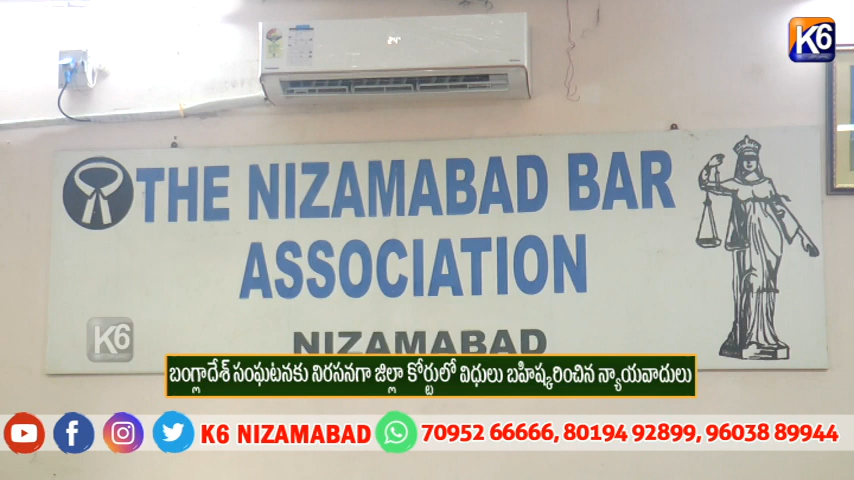 K6
24°
THE NIZAMABAD BAR
ASSOCIATION
NIZAMABAD
K6
బంగ్లాదేశ్ సంఘటనకు నిరసనగా జిల్లా కోర్టులో విధులు బహిష్కరించిన న్యాయవాదులు
K6 NIZAMABAD 70952 66666, 80194 92899, 96038 89944